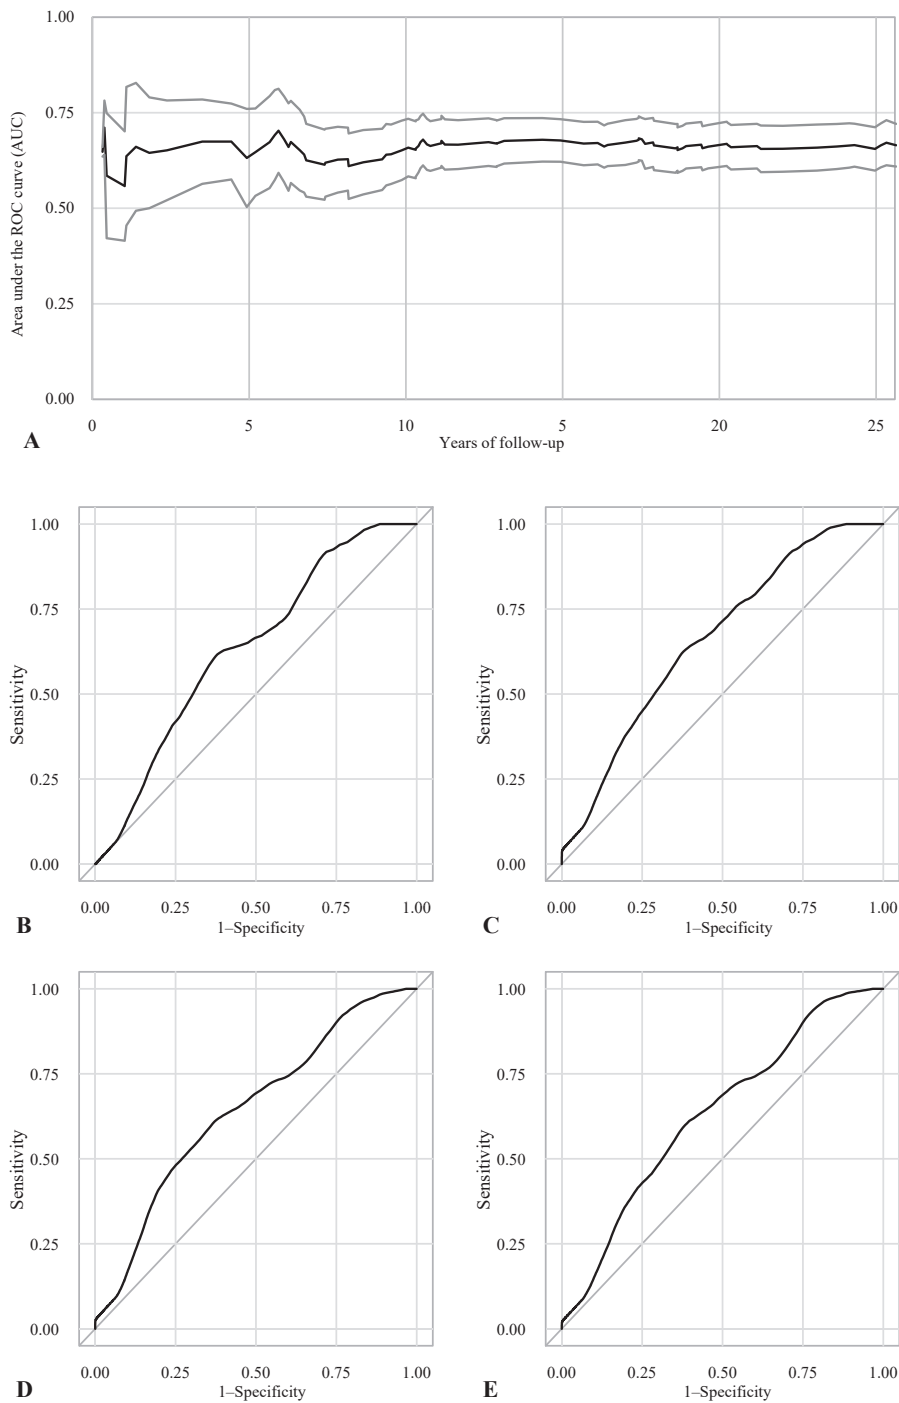 1.00
0.75
0.50
0.25
0.00
Area under the ROC curve (AUC)
0 5 10 5 20 25
Years of follow-up
A
1.00
0.75
0.50
0.25
0.00
Sensitivity
0.00 0.25 0.50 0.75 1.00
1–Specificity
B
1.00
0.75
0.50
0.25
0.00
Sensitivity
0.00 0.25 0.50 0.75 1.00
1–Specificity
C
1.00
0.75
0.50
0.25
0.00
Sensitivity
0.00 0.25 0.50 0.75 1.00
1–Specificity
D
1.00
0.75
0.50
0.25
0.00
Sensitivity
0.00 0.25 0.50 0.75 1.00
1–Specificity
E